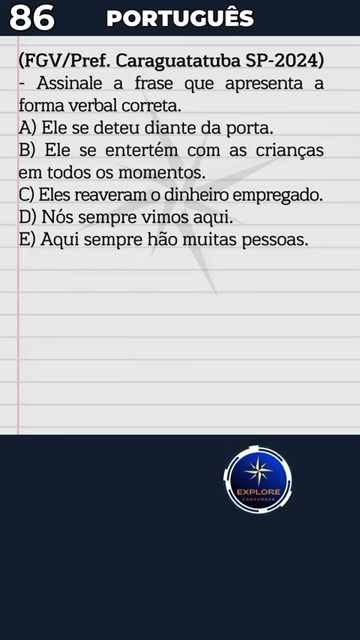 86 PORTUGUÊS
(FGV/Pref. Caraguatatuba SP-2024)
- Assinale a frase que apresenta a
forma verbal correta.
A) Ele se deteu diante da porta.
B) Ele se entertém com as crianças
em todos os momentos.
C) Eles reaveram o dinheiro empregado.
D) Nós sempre vimos aqui.
E) Aqui sempre hão muitas pessoas.
EXPLORE
CONCURSOS